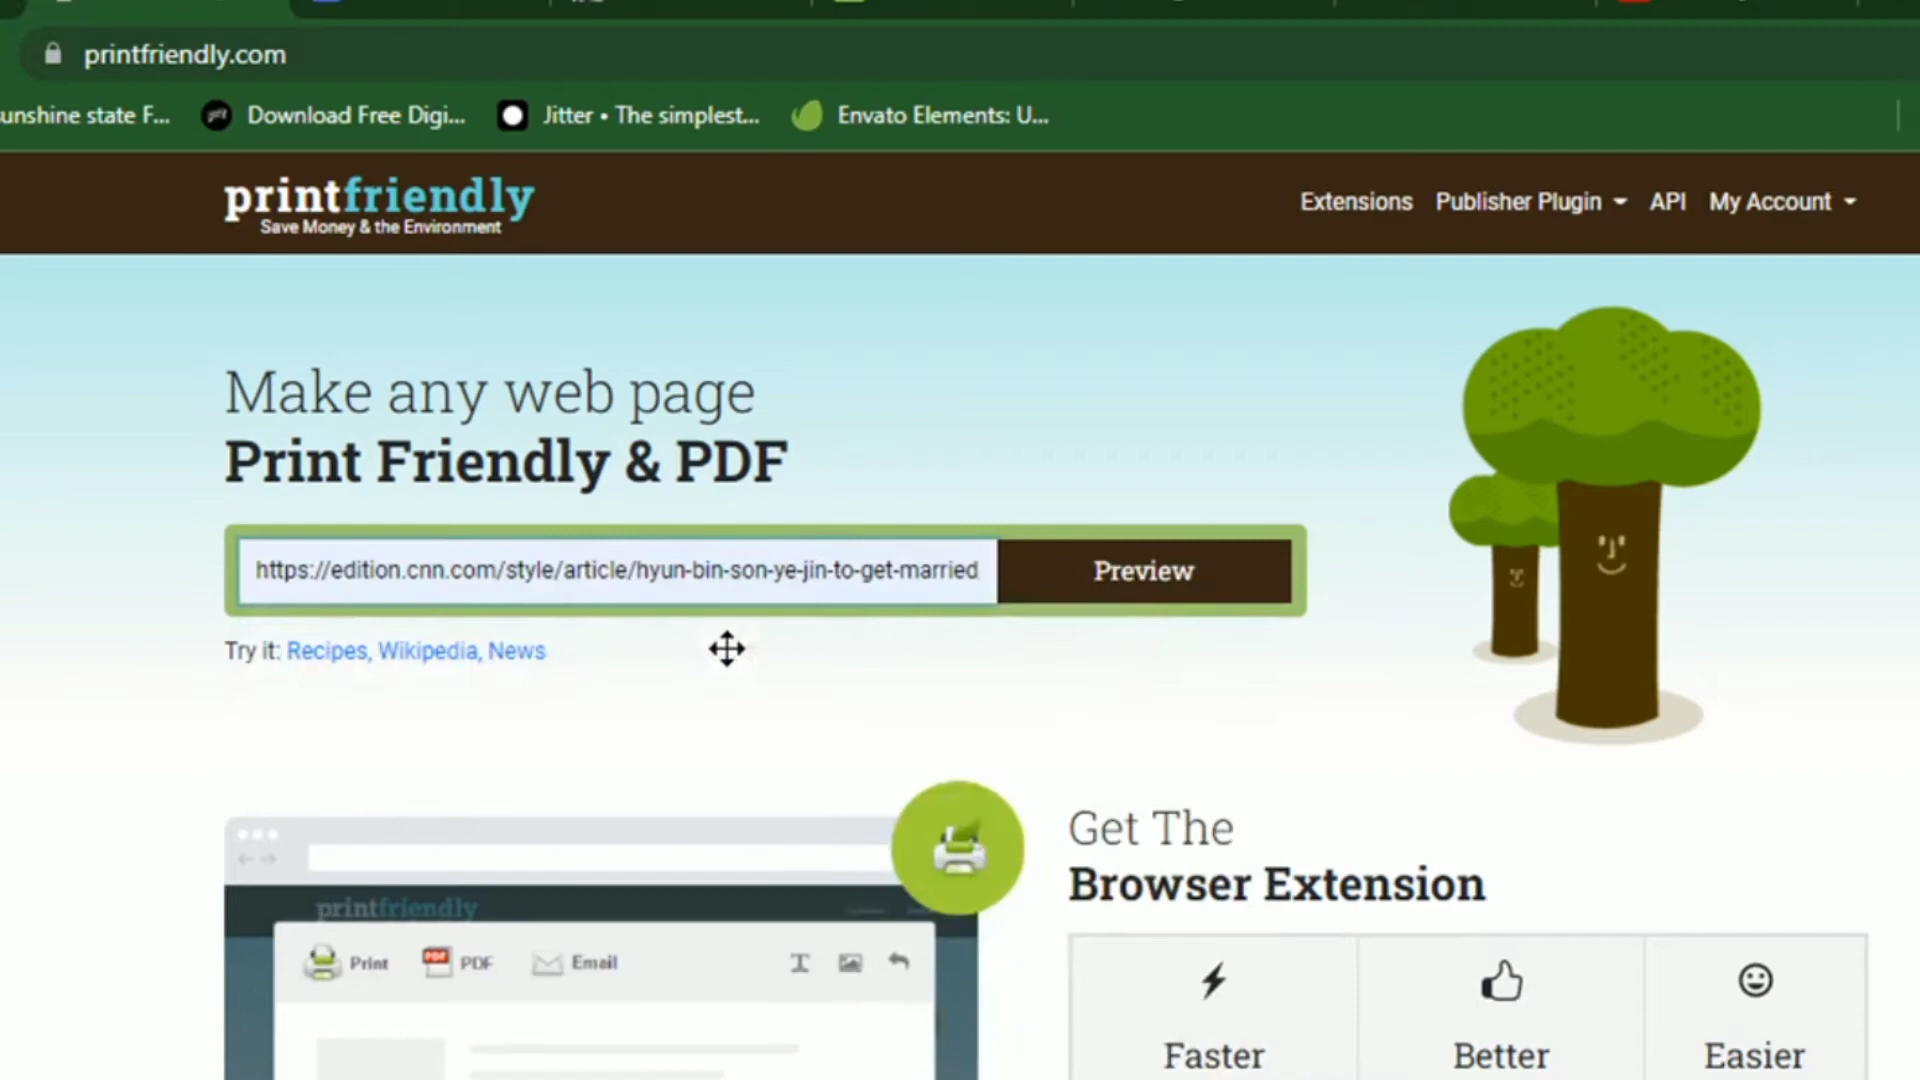 printfriendly.com
unshine state F...
Download Free Digi...
Jitter • The simplest...
Envato Elements: U...
printfriendly
Save Money & the Environment
Extensions
Publisher Plugin
API
My Account
Make any web page
Print Friendly & PDF
https://edition.cnn.com/style/article/hyun-bin-son-ye-jin-to-get-married
Preview
Try it: Recipes, Wikipedia, News
printfriendly
Print
PDF
PDF
Email
Get The
Browser Extension
Faster
Better
Easier